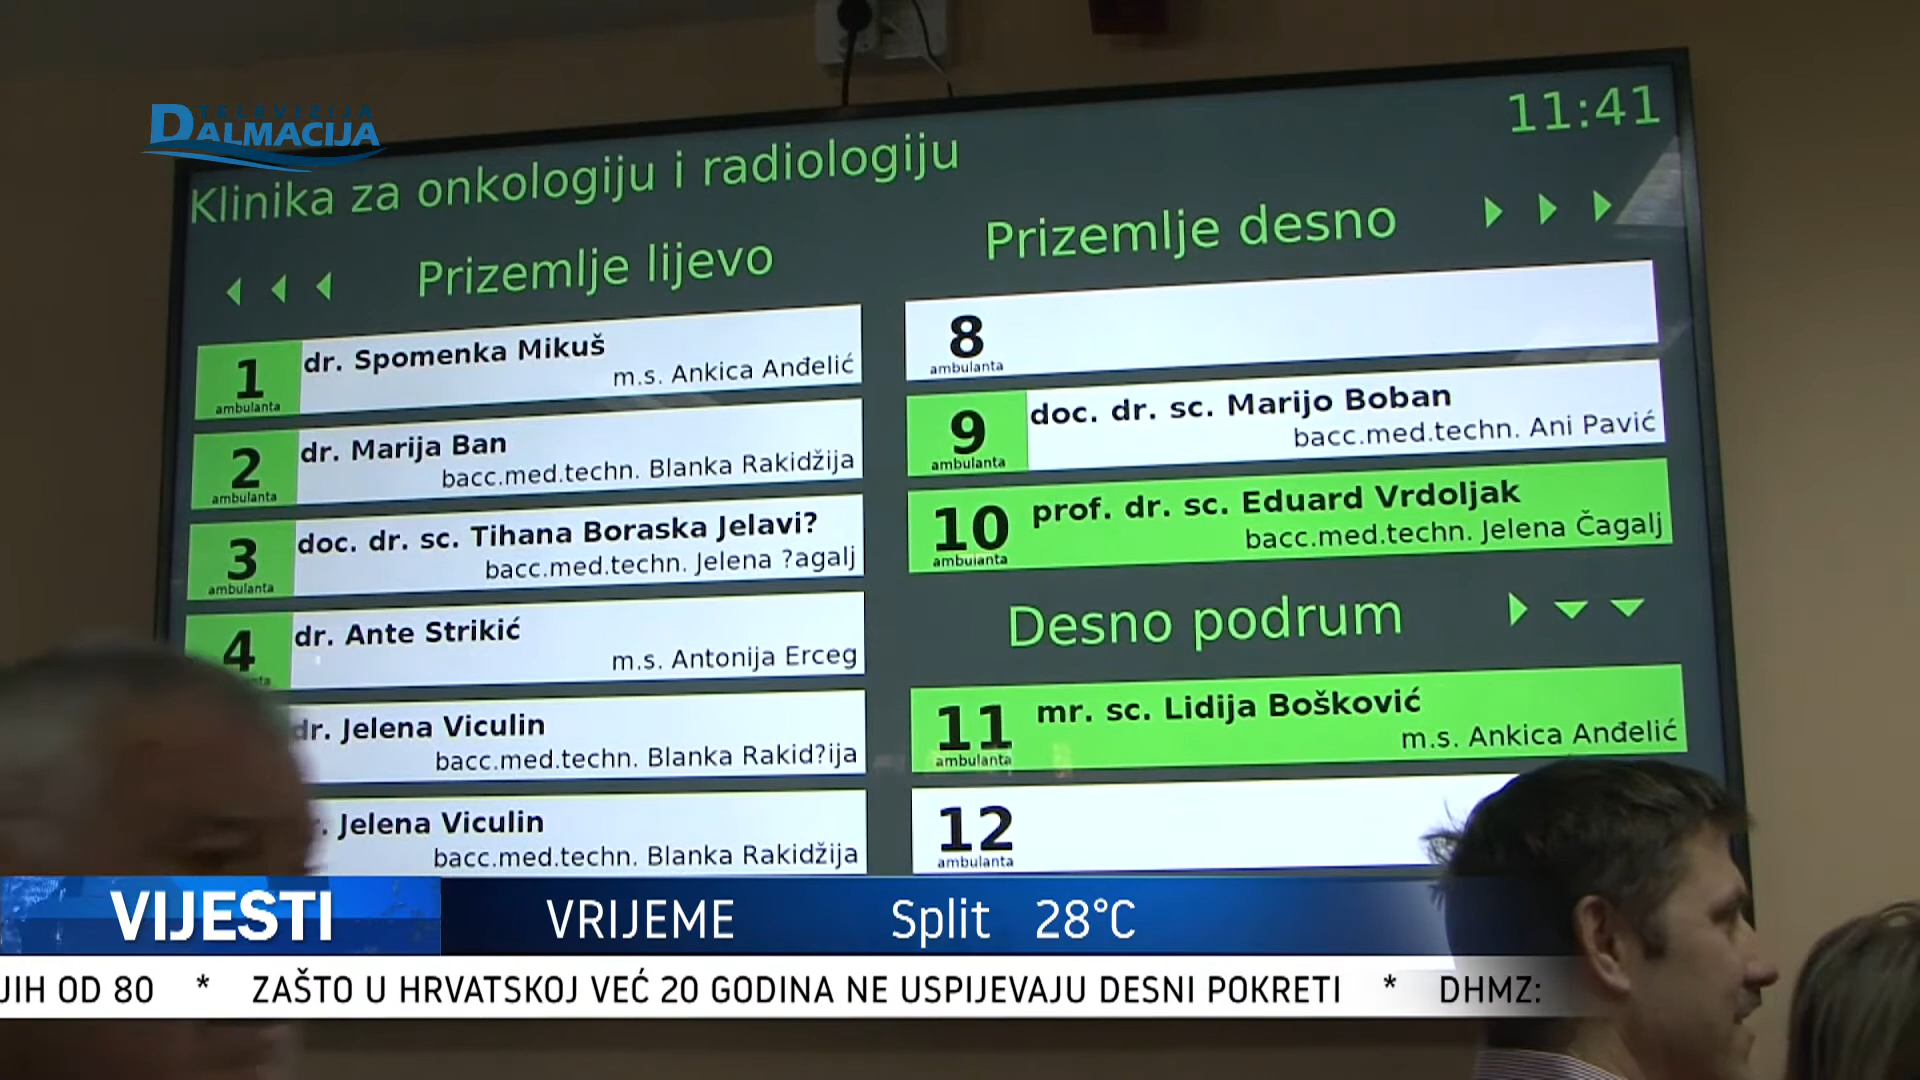 TELEVIZIJA
DALMACIJA
11:41
Klinika za onkologiju i radiologiju
Prizemlje lijevo
1
ambulanta
dr. Spomenka Mikuš
m.s. Ankica Anđelić
2
ambulanta
dr. Marija Ban
bacc.med.techn. Blanka Rakidžija
3
ambulanta
doc. dr. sc. Tihana Boraska Jelavi?
bacc.med.techn. Jelena ?agalj
4
dr. Ante Strikić
m.s. Antonija Erceg
dr. Jelena Viculin
bacc.med.techn. Blanka Rakid?ija
Jelena Viculin
bacc.med.techn. Blanka Rakidžija
Prizemlje desno
8
ambulanta
9
ambulanta
doc. dr. sc. Marijo Boban
bacc.med.techn. Ani Pavić
10
ambulanta
prof. dr. sc. Eduard Vrdoljak
bacc.med.techn. Jelena Čagalj
Desno podrum
11
ambulanta
mr. sc. Lidija Bošković
m.s. Ankica Anđelić
12
ambulanta
VIJESTI VRIJEME Split 28°C
OD 80 * ZAŠTO U HRVATSKOJ VEĆ 20 GODINA NE USPIJEVAJU DESNI POKRETI * DHMZ: